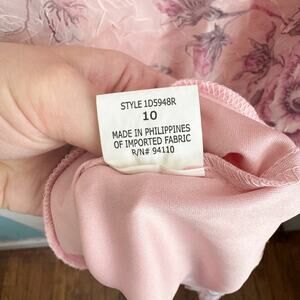 STYLE 1D5948R
10
MADE IN PHILIPPINES
OF IMPORTED FABRIC
R/N# 94110